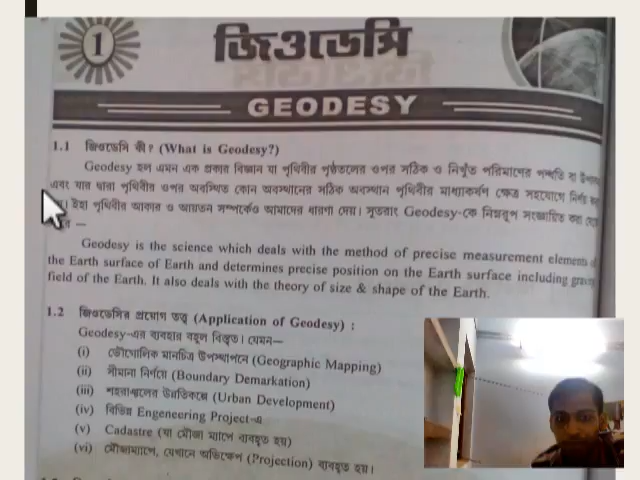 1
জিওডেসি
GEODESY
1.1 জিওডেসি কী? (What is Geodesy?)
Geodesy হল এমন এক প্রকার বিজ্ঞান যা পৃথিবীর পৃষ্ঠতলের ওপর সঠিক ও নিখুঁত পরিমাপের পদ্ধতি বা
এবং যার দ্বারা পৃথিবীর ওপর অবস্থিত কোন অবস্থানের সঠিক অবস্থান পৃথিবীর মাধ্যাকর্ষণ ক্ষেত্র সহযোগে নির্ণয় করা
। ইহা পৃথিবীর আকার ও আয়তন সম্পর্কেও আমাদের ধারণা দেয়। সুতরাং Geodesy-কে নিম্নরূপ সংজ্ঞায়িত করা যেতে
—
Geodesy is the science which deals with the method of precise measurement elements of
the Earth surface of Earth and determines precise position on the Earth surface including gravity
field of the Earth. It also deals with the theory of size & shape of the Earth.
1.2 জিওডেসির প্রয়োগ তত্ত্ব (Application of Geodesy) :
Geodesy-এর ব্যবহার বহুল বিস্তৃত। যেমন—
(i) ভৌগোলিক মানচিত্র উপস্থাপনে (Geographic Mapping)
(ii) সীমানা নির্ণয়ে (Boundary Demarkation)
(iii) শহরাঞ্চলের উন্নতিকল্পে (Urban Development)
(iv) বিভিন্ন Engeneering Project-এ
(v) Cadastre (যা মৌজা ম্যাপে ব্যবহৃত হয়)
(vi) মৌজাম্যাপে, যেখানে অভিক্ষেপ (Projection) ব্যবহৃত হয়।